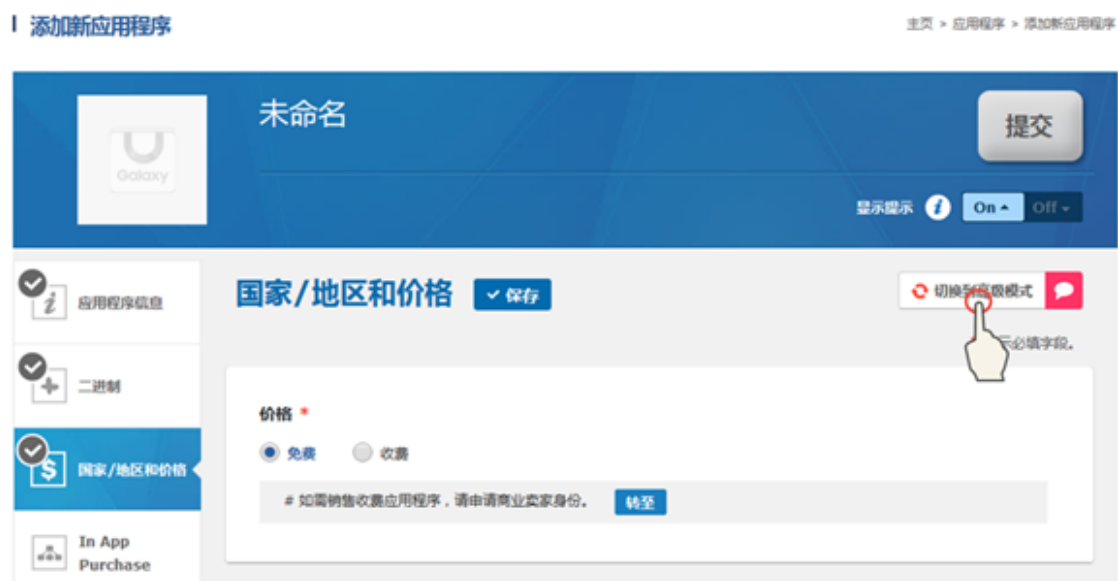 添加新应用程序
主页 > 应用程序 > 添加新应用程序
Galaxy
未命名
提交
显示提示 i On Off
应用程序信息
二进制
国家/地区和价格
In App
Purchase
国家/地区和价格 保存
切换到高级模式
示必填字段。
价格 *
免费 收费
# 如需销售收费应用程序，请申请商业卖家身份。 转至